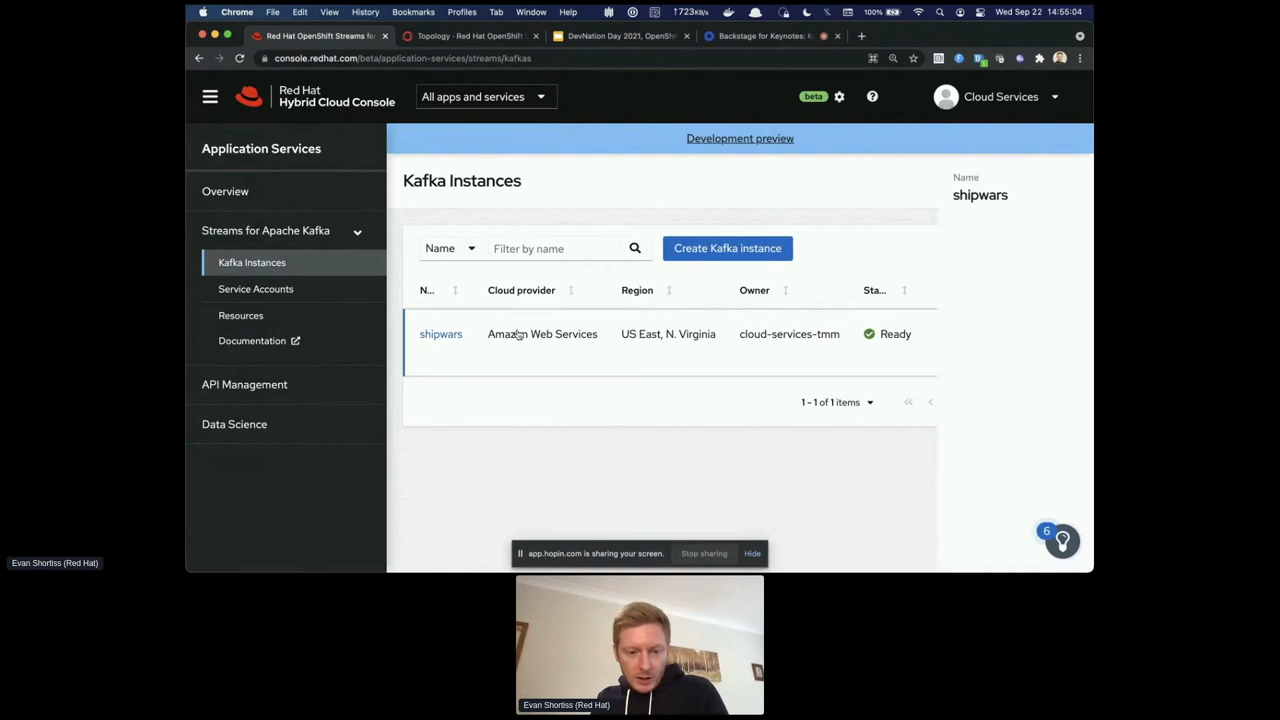 Chrome File Edit View History Bookmarks Profiles Tab Window Help
↑723KB/s
100%
Wed Sep 22 14:55:04
Red Hat OpenShift Streams for
Topology · Red Hat OpenShift
DevNation Day 2021, OpenSh
Backstage for Keynotes: K
console.redhat.com/beta/application-services/streams/kafkas
Red Hat
Hybrid Cloud Console
All apps and services
beta
Cloud Services
Application Services
Overview
Streams for Apache Kafka
Kafka Instances
Service Accounts
Resources
Documentation
API Management
Data Science
Development preview
Kafka Instances
Name
Filter by name
Create Kafka instance
N... Cloud provider Region Owner Sta...
shipwars Amazon Web Services US East, N. Virginia cloud-services-tmm Ready
1 - 1 of 1 items
Name
shipwars
6
app.hopin.com is sharing your screen. Stop sharing Hide
Evan Shortiss (Red Hat)
Evan Shortiss (Red Hat)